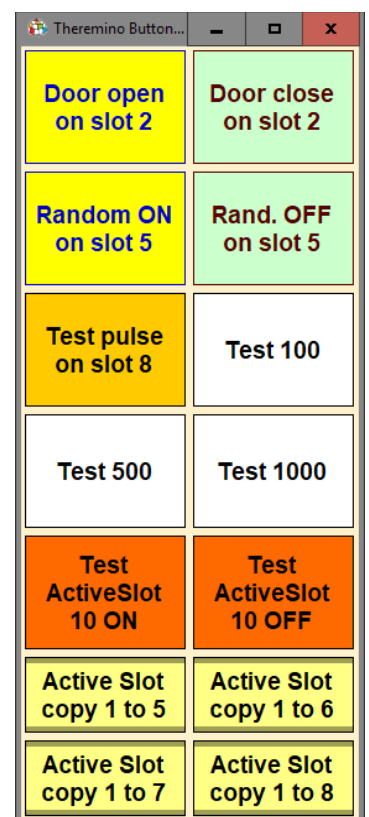 Theremino Button...
Door open
on slot 2
Door close
on slot 2
Random ON
on slot 5
Rand. OFF
on slot 5
Test pulse
on slot 8
Test 100
Test 500
Test 1000
Test
ActiveSlot
10 ON
Test
ActiveSlot
10 OFF
Active Slot
copy 1 to 5
Active Slot
copy 1 to 6
Active Slot
copy 1 to 7
Active Slot
copy 1 to 8